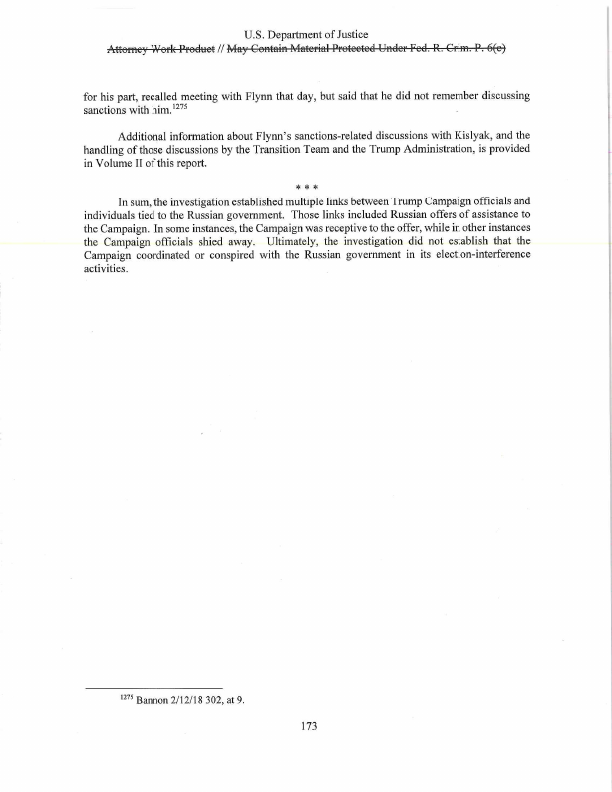 U.S. Department of Justice
Attorney Work Product // May Contain Material Protected Under Fed. R. Crim. P. 6(e)
for his part, recalled meeting with Flynn that day, but said that he did not remember discussing
sanctions with him.1275
Additional information about Flynn's sanctions-related discussions with Kislyak, and the
handling of those discussions by the Transition Team and the Trump Administration, is provided
in Volume II of this report.
* * *
In sum, the investigation established multiple links between Trump Campaign officials and
individuals tied to the Russian government. Those links included Russian offers of assistance to
the Campaign. In some instances, the Campaign was receptive to the offer, while in other instances
the Campaign officials shied away. Ultimately, the investigation did not establish that the
Campaign coordinated or conspired with the Russian government in its election-interference
activities.
1275 Bannon 2/12/18 302, at 9.
173